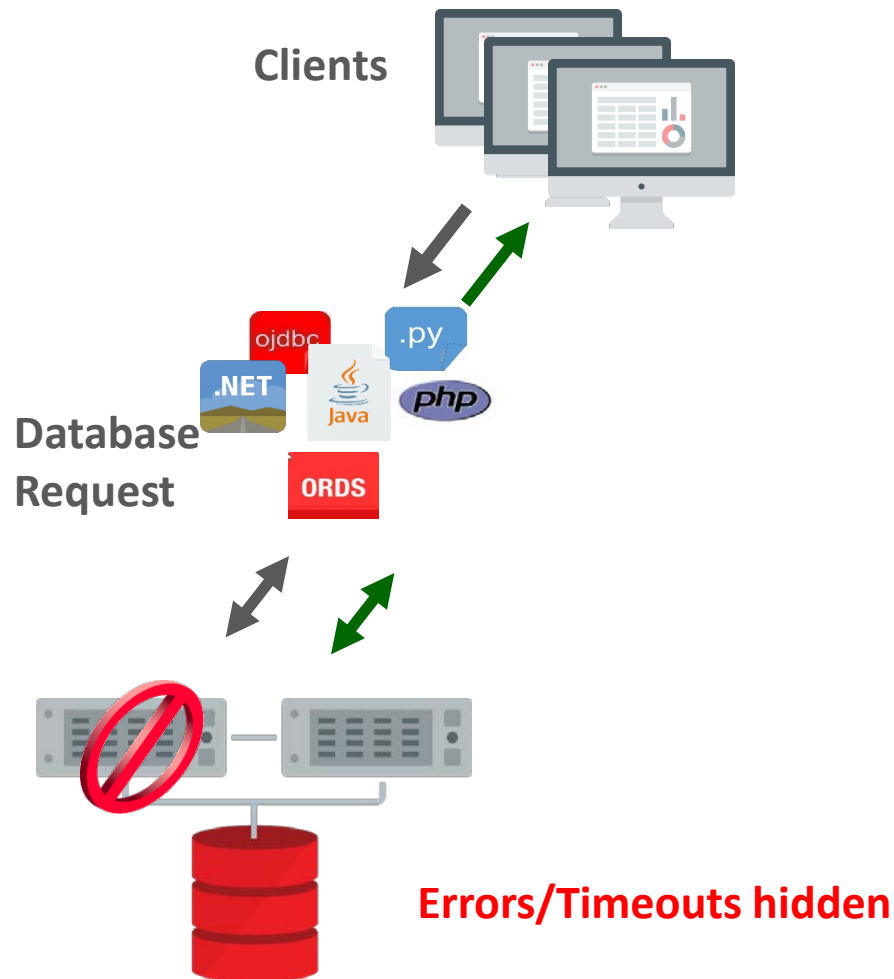 Clients
ojdbc
.py
.NET
Java
php
Database
Request
ORDS
Errors/Timeouts hidden